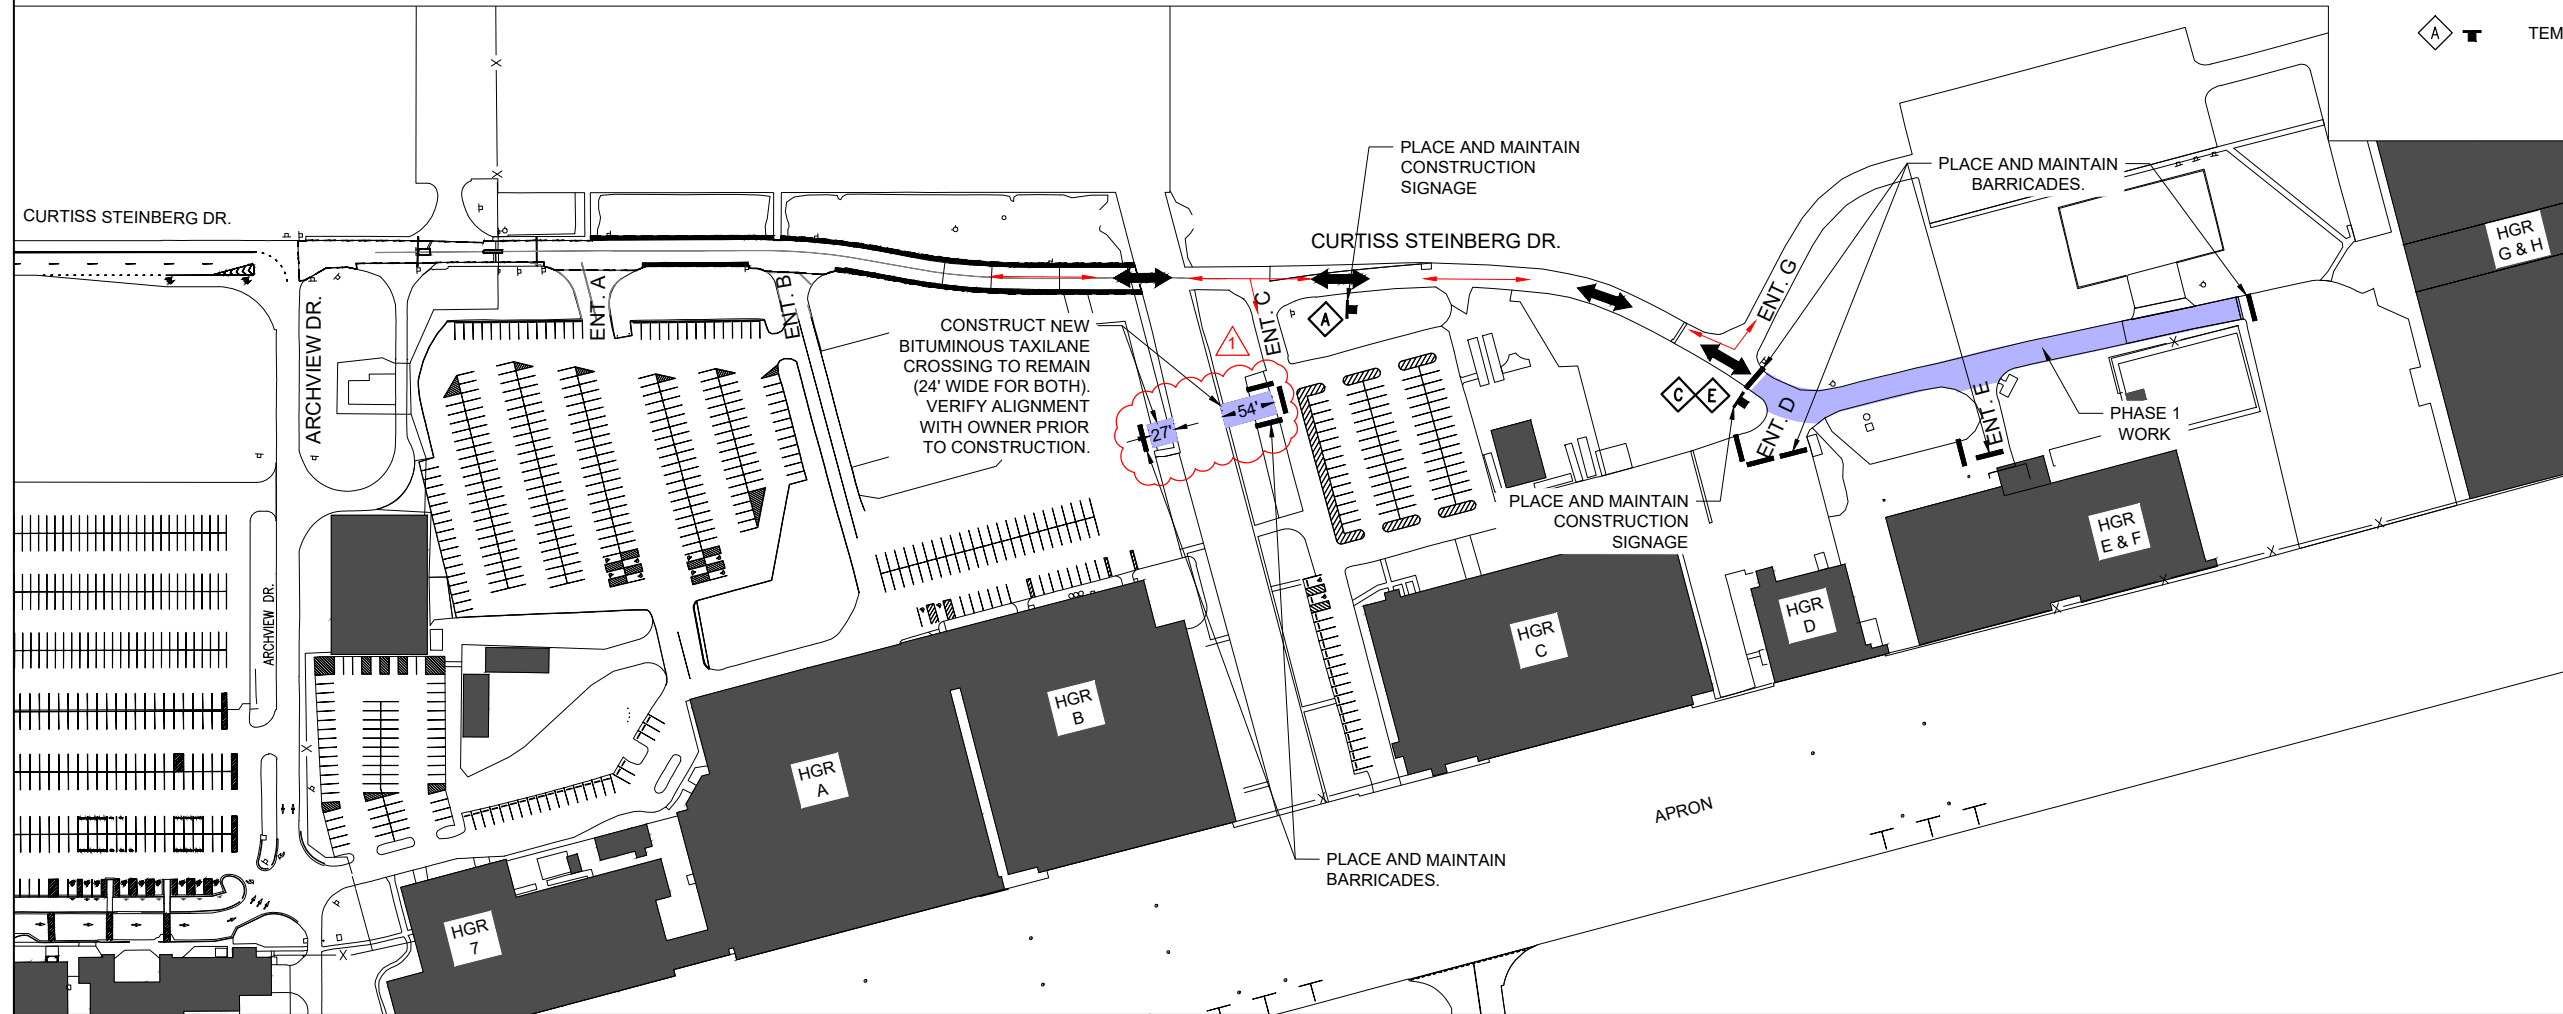 A
TEM
PLACE AND MAINTAIN
CONSTRUCTION
SIGNAGE
PLACE AND MAINTAIN
BARRICADES.
CURTISS STEINBERG DR.
CURTISS STEINBERG DR.
HGR
G & H
ENT. G
ENT. A
ENT. B
ENT. C
ARCHVIEW DR.
CONSTRUCT NEW
BITUMINOUS TAXILANE
CROSSING TO REMAIN
(24' WIDE FOR BOTH).
VERIFY ALIGNMENT
WITH OWNER PRIOR
TO CONSTRUCTION.
A
1
27'
54'
C
E
ENT. D
ENT. E
PHASE 1
WORK
PLACE AND MAINTAIN
CONSTRUCTION
SIGNAGE
HGR
E & F
ARCHVIEW DR.
HGR
D
HGR
C
HGR
B
HGR
A
APRON
PLACE AND MAINTAIN
BARRICADES.
HGR
7